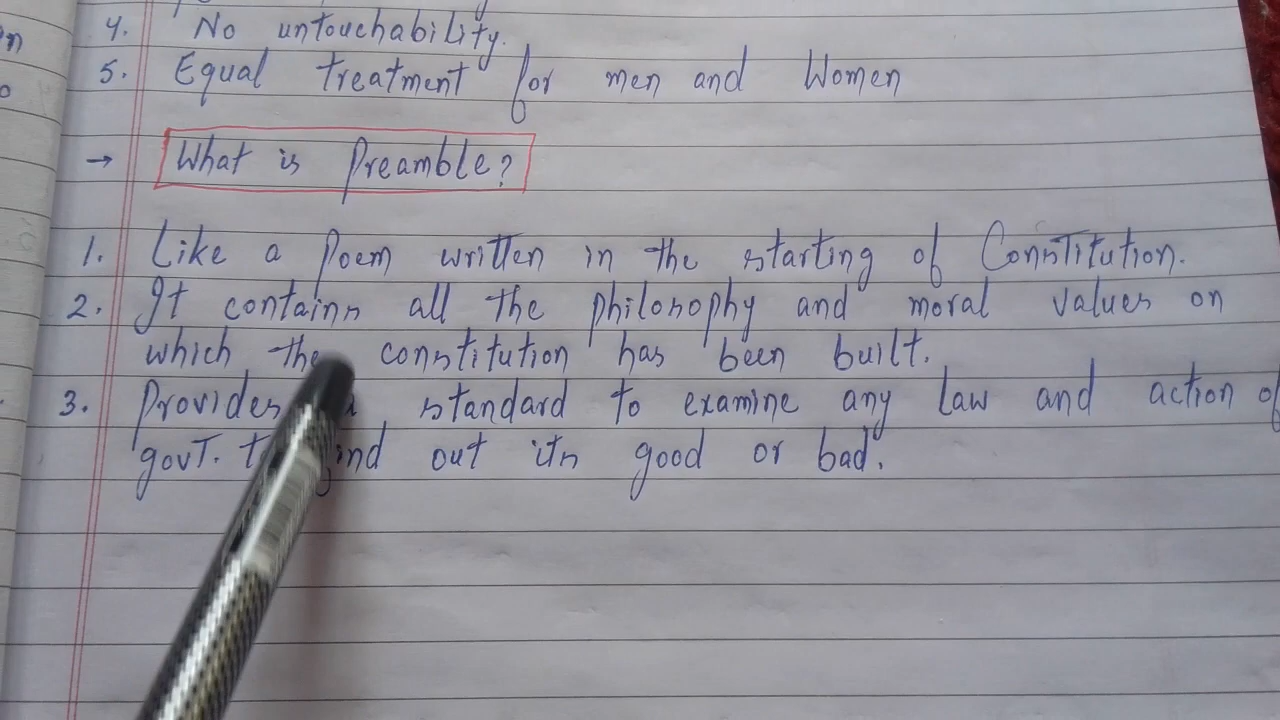 4. No untouchability.
5. Equal treatment for men and Women
→ What is Preamble?
1. Like a Poem written in the starting of Constitution.
2. It contains all the philosophy and moral values on
which the constitution has been built.
3. Provides standard to examine any law and action of
govt. out its good or bad.